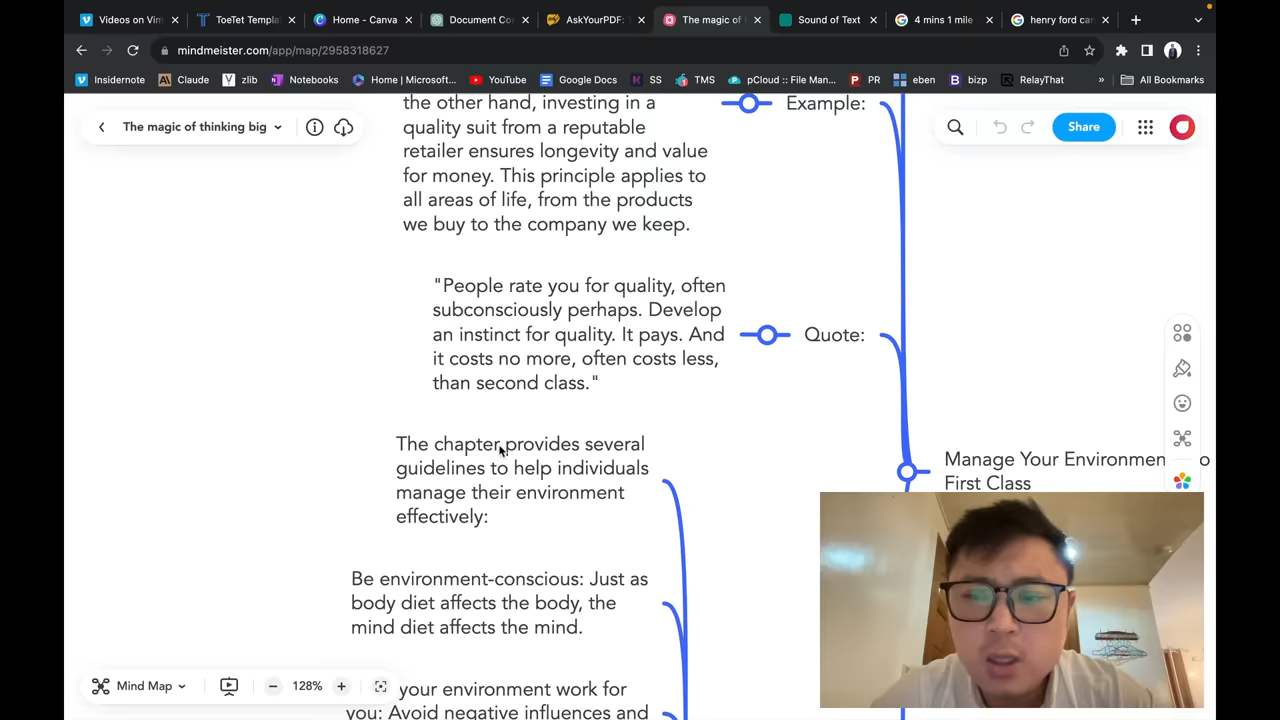 Videos on Vim
ToeTet Templa
Home - Canva
Document Co
AskYourPDF:
The magic of
Sound of Text
4 mins 1 mile
henry ford can
mindmeister.com/app/map/2958318627
Insidernote
Claude
zlib
Notebooks
Home | Microsoft...
YouTube
Google Docs
SS
TMS
pCloud :: File Man...
PR
eben
bizp
RelayThat
»
All Bookmarks
The magic of thinking big
Share
the other hand, investing in a
quality suit from a reputable
retailer ensures longevity and value
for money. This principle applies to
all areas of life, from the products
we buy to the company we keep.
Example:
"People rate you for quality, often
subconsciously perhaps. Develop
an instinct for quality. It pays. And
it costs no more, often costs less,
than second class."
Quote:
The chapter provides several
guidelines to help individuals
manage their environment
effectively:
Manage Your Environmen o
First Class
Be environment-conscious: Just as
body diet affects the body, the
mind diet affects the mind.
your environment work for
you: Avoid negative influences and
Mind Map
128%